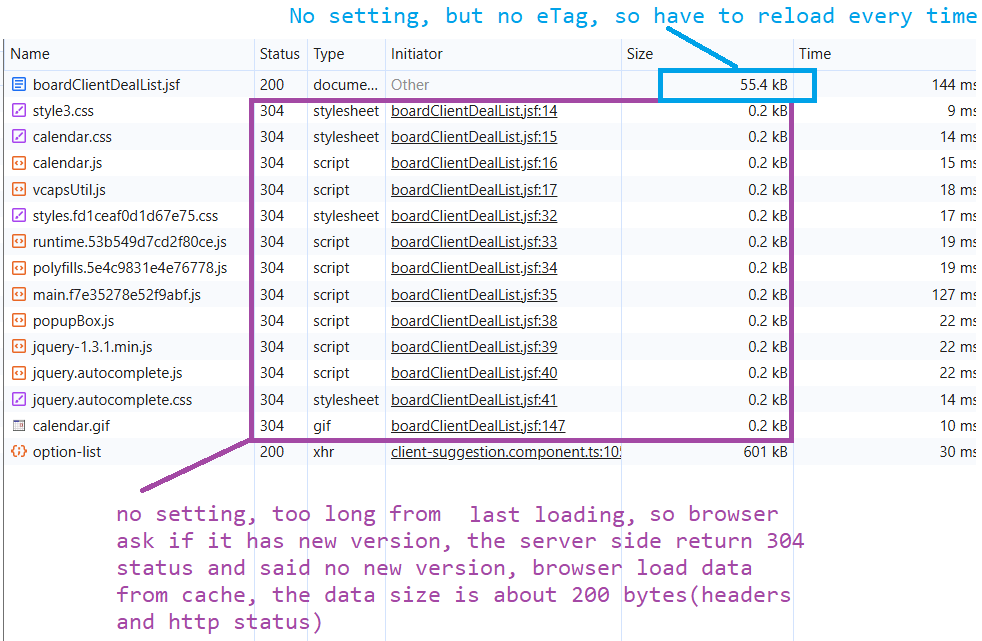 No setting, but no eTag, so have to reload every time
Name Status Type Initiator Size Time
boardClientDealList.jsf 200 docume... Other 55.4 kB 144 ms
style3.css 304 stylesheet boardClientDealList.jsf:14 0.2 kB 9 ms
calendar.css 304 stylesheet boardClientDealList.jsf:15 0.2 kB 14 ms
calendar.js 304 script boardClientDealList.jsf:16 0.2 kB 15 ms
vcapsUtil.js 304 script boardClientDealList.jsf:17 0.2 kB 18 ms
styles.fd1ceaf0d1d67e75.css 304 stylesheet boardClientDealList.jsf:32 0.2 kB 17 ms
runtime.53b549d7cd2f80ce.js 304 script boardClientDealList.jsf:33 0.2 kB 19 ms
polyfills.5e4c9831e4e76778.js 304 script boardClientDealList.jsf:34 0.2 kB 19 ms
main.f7e35278e52f9abf.js 304 script boardClientDealList.jsf:35 0.2 kB 127 ms
popupBox.js 304 script boardClientDealList.jsf:38 0.2 kB 22 ms
jquery-1.3.1.min.js 304 script boardClientDealList.jsf:39 0.2 kB 22 ms
jquery.autocomplete.js 304 script boardClientDealList.jsf:40 0.2 kB 22 ms
jquery.autocomplete.css 304 stylesheet boardClientDealList.jsf:41 0.2 kB 14 ms
calendar.gif 304 gif boardClientDealList.jsf:147 0.2 kB 10 ms
option-list 200 xhr client-suggestion.component.ts:105 601 kB 30 ms
no setting, too long from last loading, so browser
ask if it has new version, the server side return 304
status and said no new version, browser load data
from cache, the data size is about 200 bytes(headers
and http status)